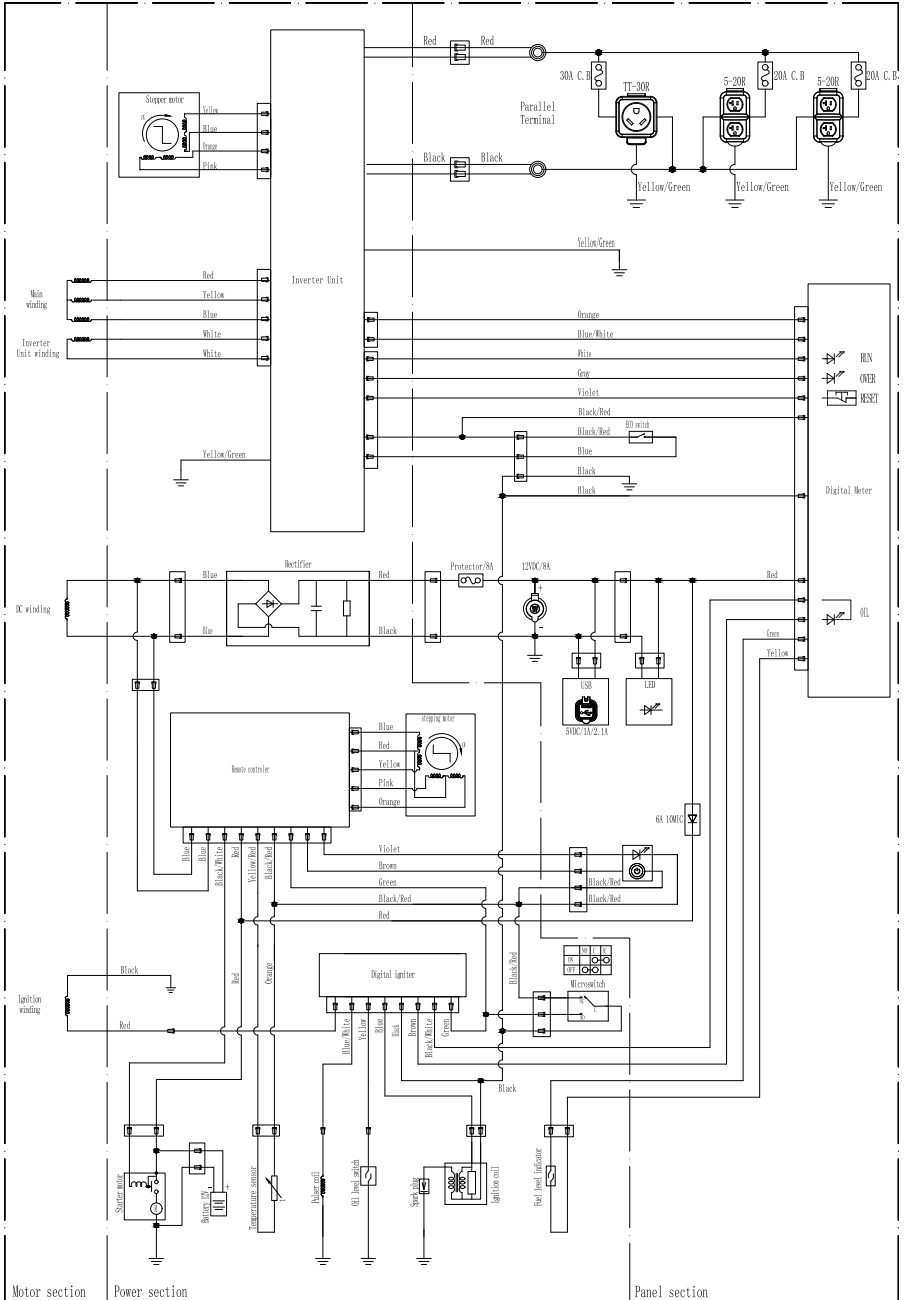 Red
Red
30A C.B
TT-30R
5-20R
20A C.B
5-20R
20A C.B
Stepper motor
Yellow
Blue
Orange
Pink
Parallel
Terminal
Black
Black
Yellow/Green
Yellow/Green
Yellow/Green
Yellow/Green
Inverter Unit
Main
winding
Red
Yellow
Blue
Inverter
Unit winding
White
White
Orange
Blue/White
White
RUN
Gray
OVER
Violet
RESET
Black/Red
Black/Red
ECO switch
Blue
Black
Black
Digital Meter
Yellow/Green
Rectifier
Protector/8A
12VDC/8A
+
-
DC winding
Blue
Red
Red
Blue
Black
OIL
Green
Yellow
USB
5VDC/1A/2.1A
LED
Remote controler
stepping motor
Blue
Red
Yellow
Pink
Orange
6A 10MIC
Blue
Blue
Black/White
Red
Yellow/Red
Black/Red
Violet
Brown
Green
Black/Red
Red
Black/Red
Black/Red
Black/Red
NO C
ON
OFF
Microswitch
C
NO
Ignition
winding
Black
Red
Red
Orange
Digital igniter
Blue/White
Yellow
Blue
Black
Brown
Black/White
Green
Black
Starter motor
Battery 12V
+
-
Temperature sensor
Pulser coil
Oil level switch
Spark plug
Ignition coil
Fuel level indicator
Motor section
Power section
Panel section